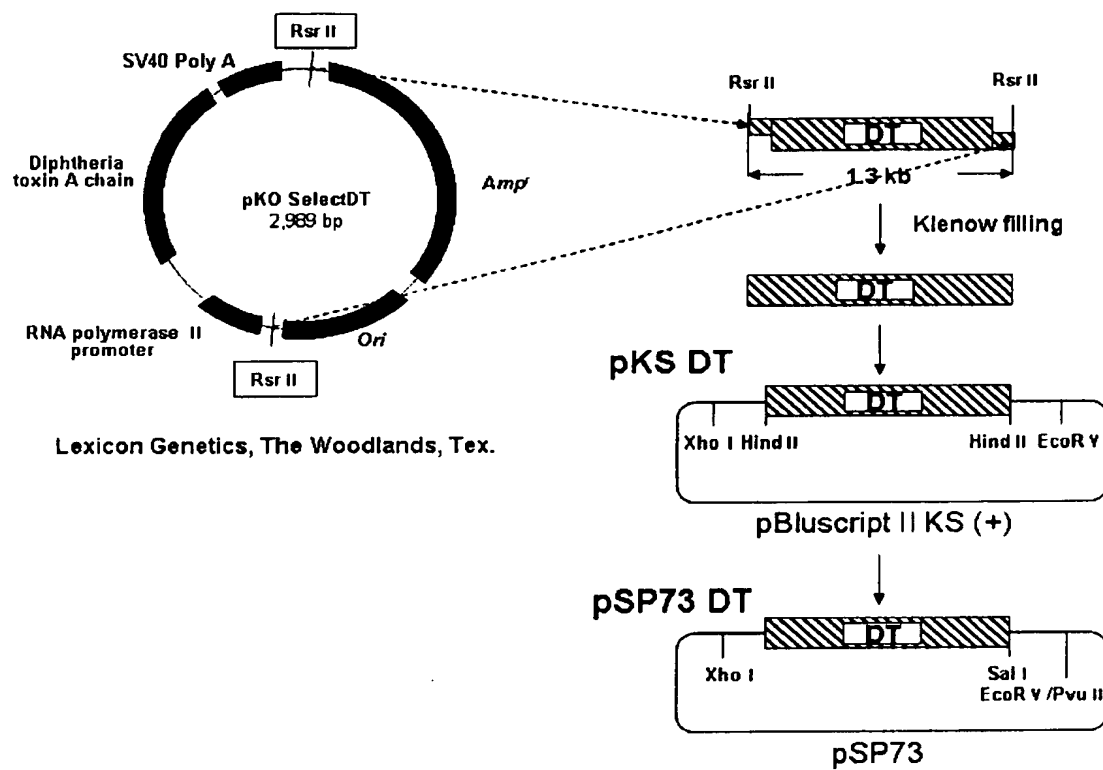 Rsr II
SV40 Poly A
Diphtheria
toxin A chain
pKO SelectDT
2,989 bp
Ampʳ
RNA polymerase II
promoter
Ori
Rsr II
Lexicon Genetics, The Woodlands, Tex.
Rsr II
Rsr II
DT
1.3 kb
Klenow filling
DT
pKS DT
DT
Xho I Hind II
Hind II EcoR V
pBluscript II KS (+)
pSP73 DT
DT
Xho I
Sal I
EcoR V /Pvu II
pSP73